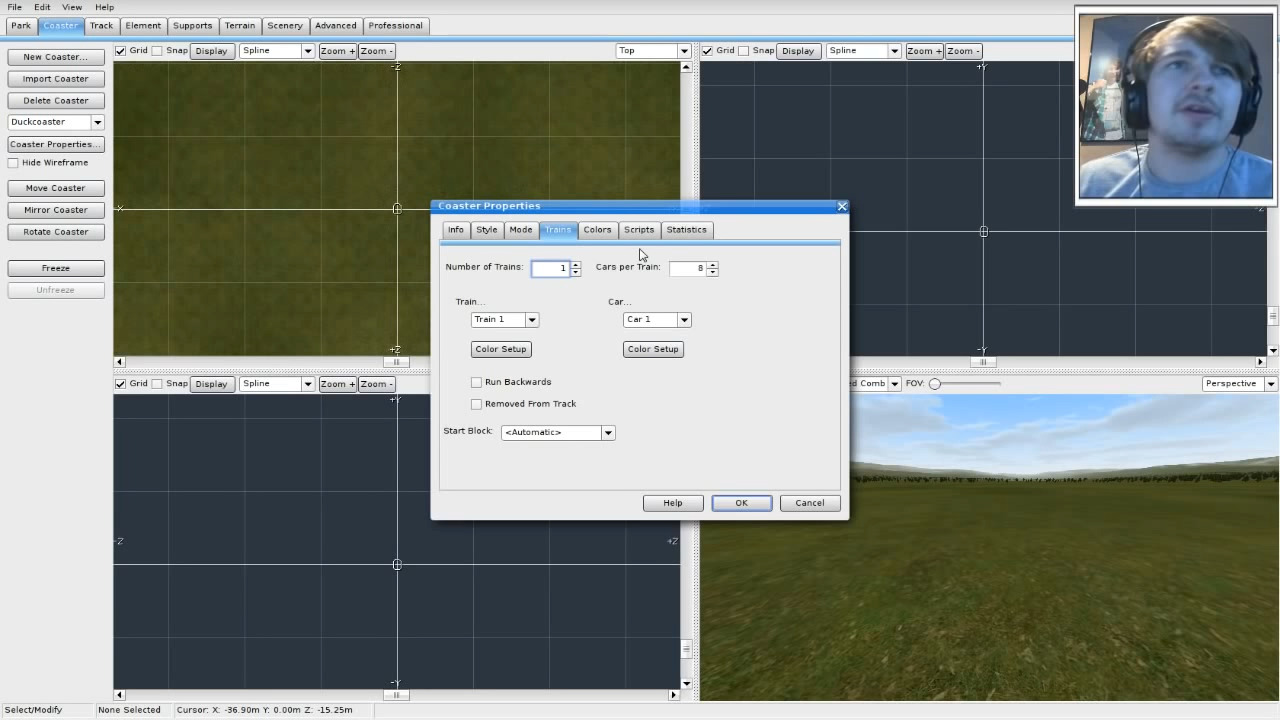 File Edit View Help
Park Coaster Track Element Supports Terrain Scenery Advanced Professional
New Coaster...
Import Coaster
Delete Coaster
Duckcoaster
Coaster Properties...
Hide Wireframe
Move Coaster
Mirror Coaster
Rotate Coaster
Freeze
Unfreeze
Grid Snap Display Spline Zoom + Zoom - Top
-Z
-X
+Z
Grid Snap Display Spline Zoom + Zoom -
+Y
-Y
Coaster Properties
Info Style Mode Trains Colors Scripts Statistics
Number of Trains: 1 Cars per Train: 8
Train... Car...
Train 1 Car 1
Color Setup Color Setup
Run Backwards
Removed From Track
Start Block: <Automatic>
Help OK Cancel
Grid Snap Display Spline Zoom + Zoom -
+Y
-Z +Z
-Y
ed Comb FOV: Perspective
Select/Modify None Selected Cursor: X: -36.90m Y: 0.00m Z: -15.25m